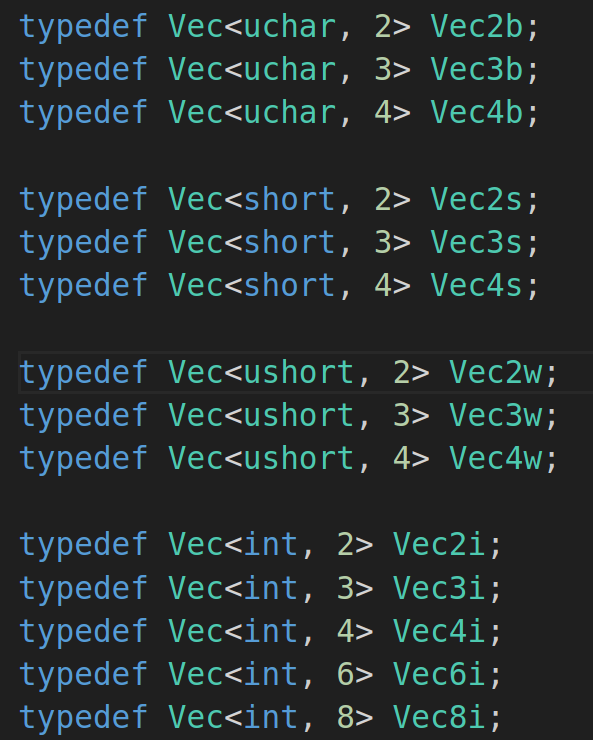 typedef Vec<uchar, 2> Vec2b;
typedef Vec<uchar, 3> Vec3b;
typedef Vec<uchar, 4> Vec4b;
typedef Vec<short, 2> Vec2s;
typedef Vec<short, 3> Vec3s;
typedef Vec<short, 4> Vec4s;
typedef Vec<ushort, 2> Vec2w;
typedef Vec<ushort, 3> Vec3w;
typedef Vec<ushort, 4> Vec4w;
typedef Vec<int, 2> Vec2i;
typedef Vec<int, 3> Vec3i;
typedef Vec<int, 4> Vec4i;
typedef Vec<int, 6> Vec6i;
typedef Vec<int, 8> Vec8i;